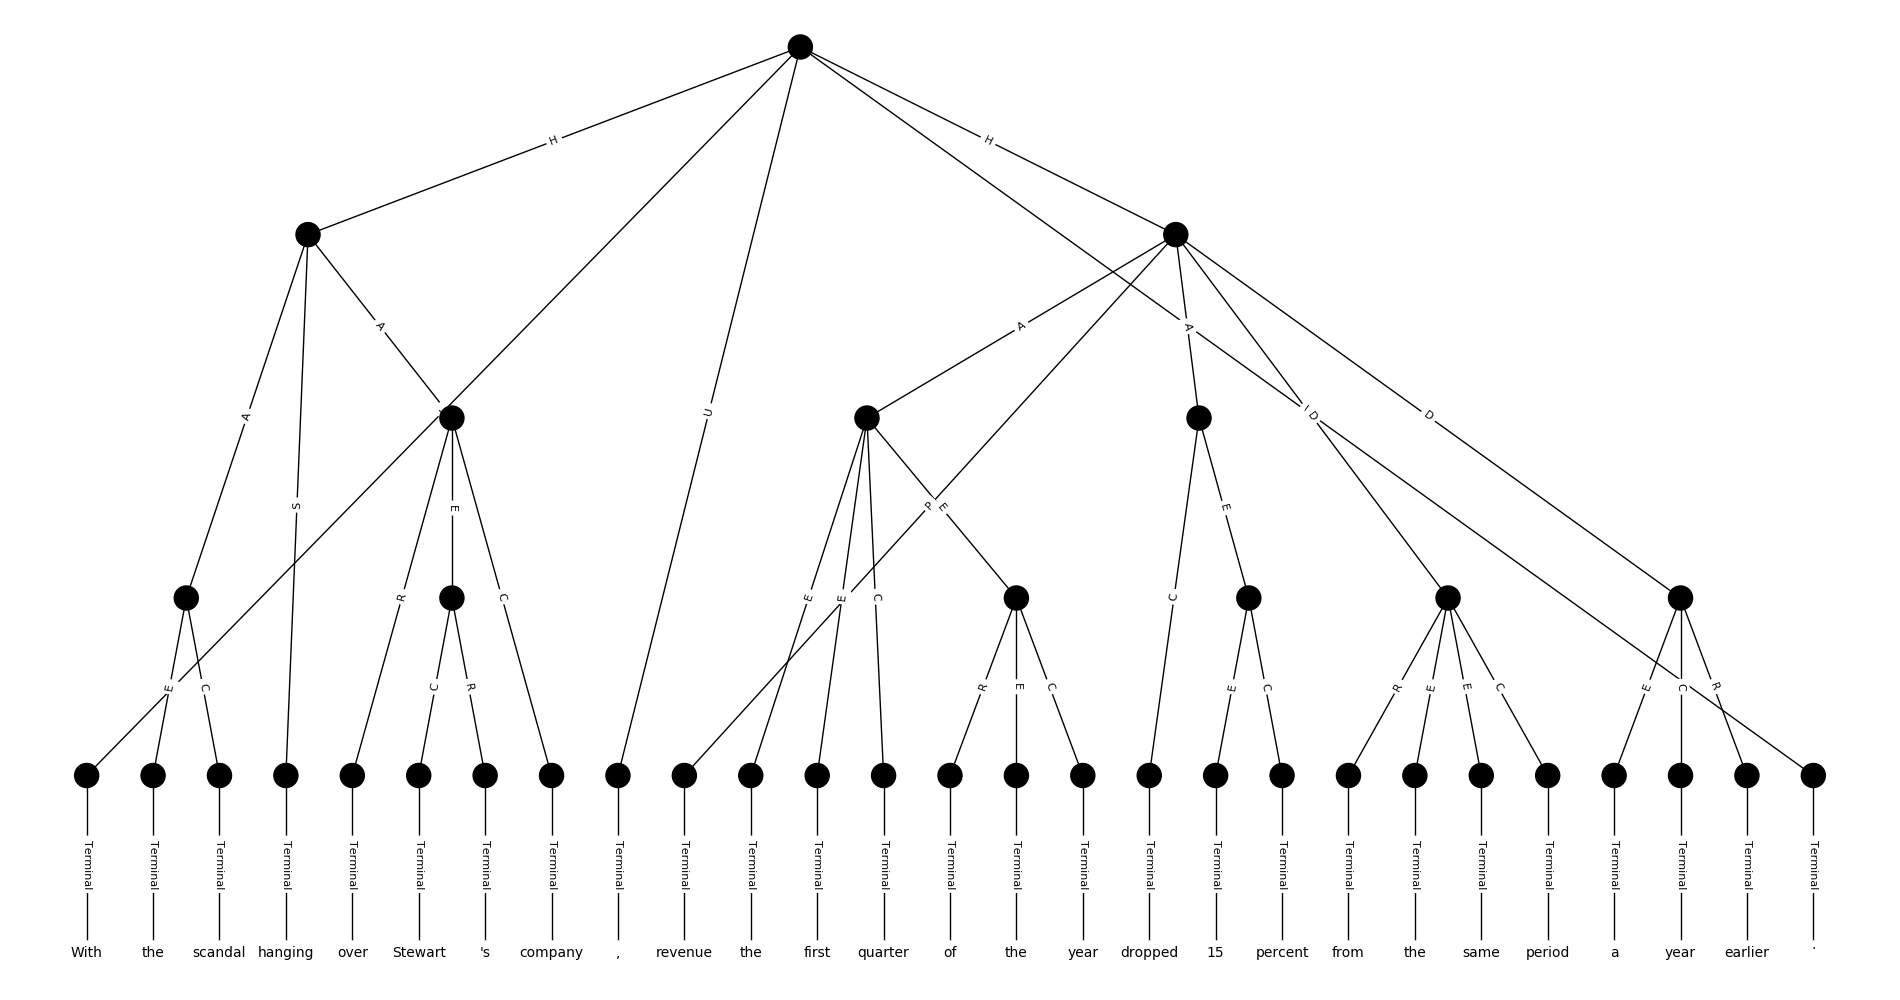 H H
A A A A
L U I D D
S E P E E
E E C R C C
E C C R R E C E C R E E C E C R
Terminal Terminal Terminal Terminal Terminal Terminal Terminal Terminal Terminal Terminal Terminal Terminal Terminal Terminal Terminal Terminal Terminal Terminal Terminal Terminal Terminal Terminal Terminal Terminal Terminal Terminal Terminal
With the scandal hanging over Stewart 's company , revenue the first quarter of the year dropped 15 percent from the same period a year earlier .